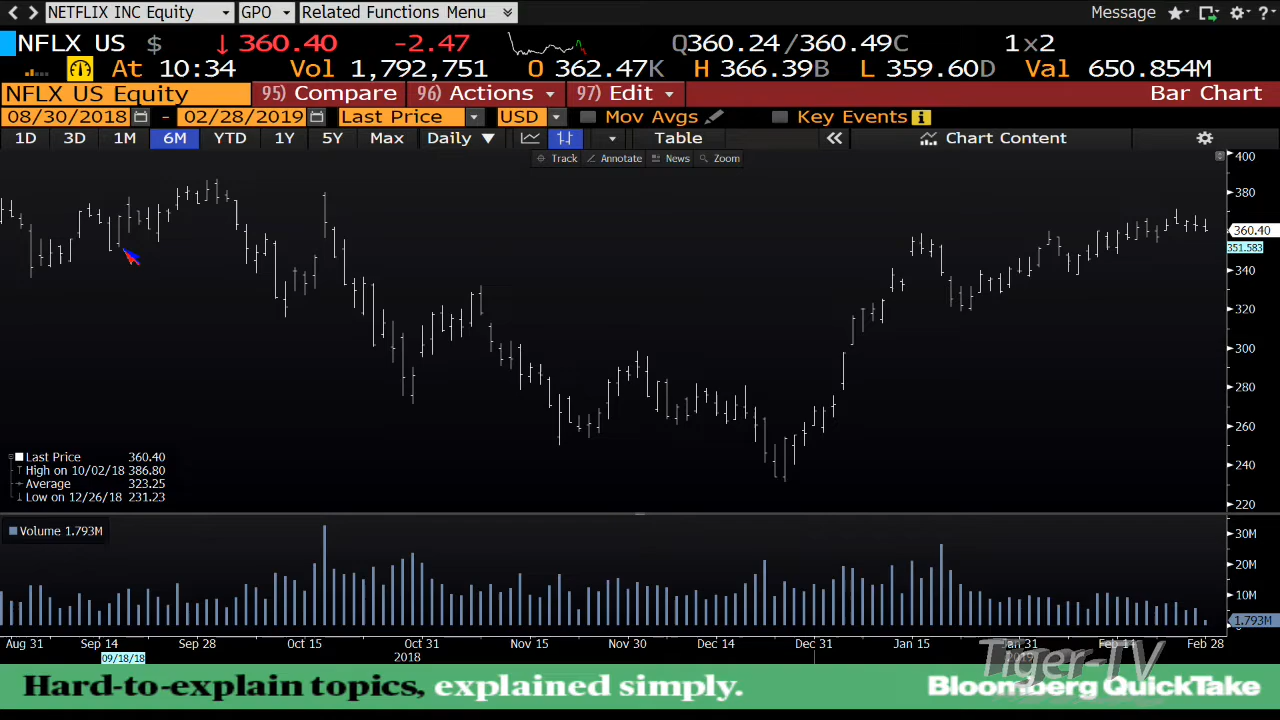 NETFLIX INC Equity GPO Related Functions Menu Message ?
NFLX US $ ↓ 360.40 -2.47 Q360.24/360.49C 1×2
At 10:34 Vol 1,792,751 O 362.47K H 366.39B L 359.60D Val 650.854M
NFLX US Equity 95) Compare 96) Actions 97) Edit Bar Chart
08/30/2018 - 02/28/2019 Last Price USD Mov Avgs Key Events i
1D 3D 1M 6M YTD 1Y 5Y Max Daily ▼ Table « Chart Content
Track Annotate News Zoom
400
380
360.40
351.583
340
320
300
280
260
240
220
Last Price 360.40
High on 10/02/18 386.80
Average 323.25
Low on 12/26/18 231.23
Volume 1.793M
30M
20M
10M
1.793M
0
Aug 31 Sep 14 Sep 28 Oct 15 Oct 31 Nov 15 Nov 30 Dec 14 Dec 31 Jan 15 Jan 31 Feb 14 Feb 28
09/18/18 2018 2019
Tiger-TV
Hard-to-explain topics, explained simply. Bloomberg QuickTake